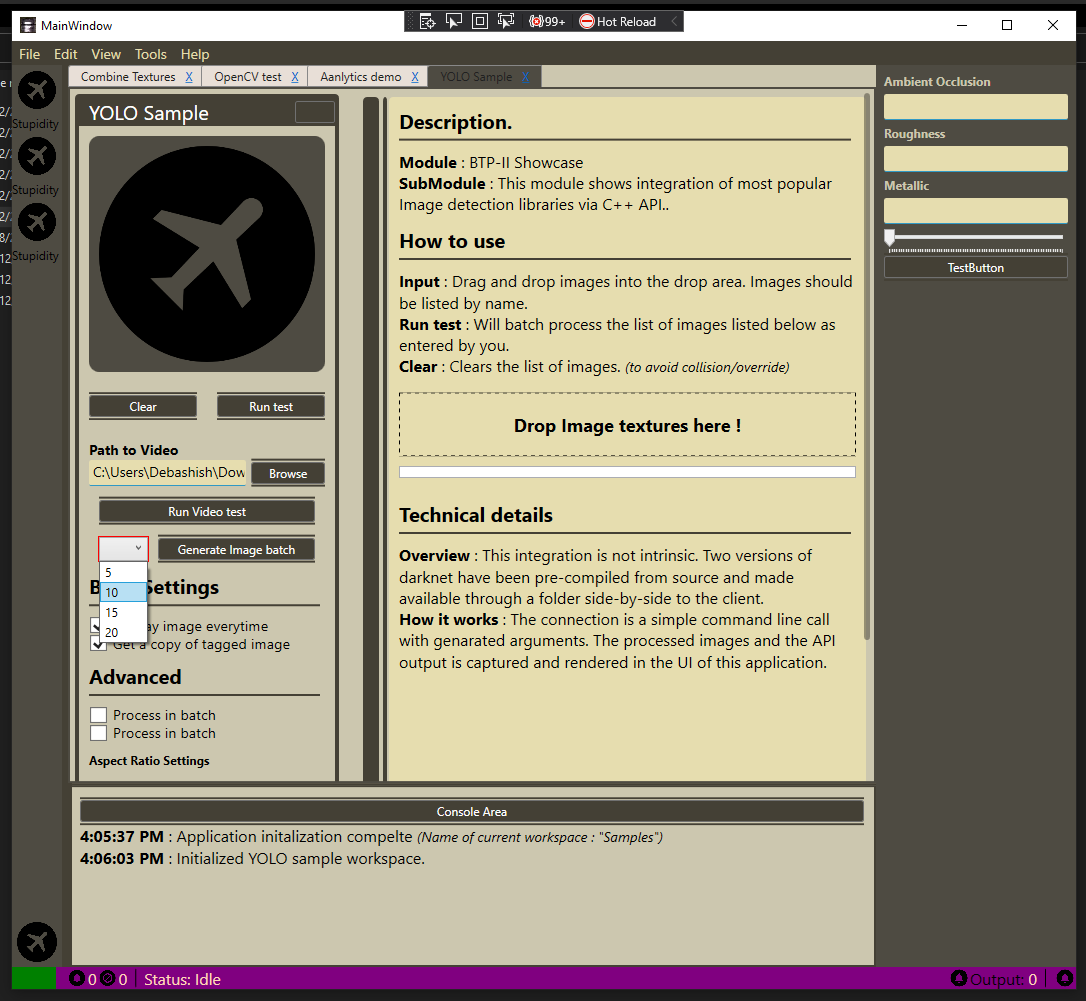 MainWindow
99+ Hot Reload
File Edit View Tools Help
Combine Textures X OpenCV test X Aanlytics demo X YOLO Sample X
Stupidity
Stupidity
Stupidity
YOLO Sample
Clear Run test
Path to Video
C:\Users\Debashish\Dow Browse
Run Video test
Generate Image batch
5
10
15
20
B Settings
ay image everytime
Get a copy of tagged image
Advanced
Process in batch
Process in batch
Aspect Ratio Settings
Description.
Module : BTP-II Showcase
SubModule : This module shows integration of most popular
Image detection libraries via C++ API..
How to use
Input : Drag and drop images into the drop area. Images should
be listed by name.
Run test : Will batch process the list of images listed below as
entered by you.
Clear : Clears the list of images. (to avoid collision/override)
Drop Image textures here !
Technical details
Overview : This integration is not intrinsic. Two versions of
darknet have been pre-compiled from source and made
available through a folder side-by-side to the client.
How it works : The connection is a simple command line call
with genarated arguments. The processed images and the API
output is captured and rendered in the UI of this application.
Ambient Occlusion
Roughness
Metallic
TestButton
Console Area
4:05:37 PM : Application initalization compelte (Name of current workspace : "Samples")
4:06:03 PM : Initialized YOLO sample workspace.
0 0 Status: Idle Output: 0